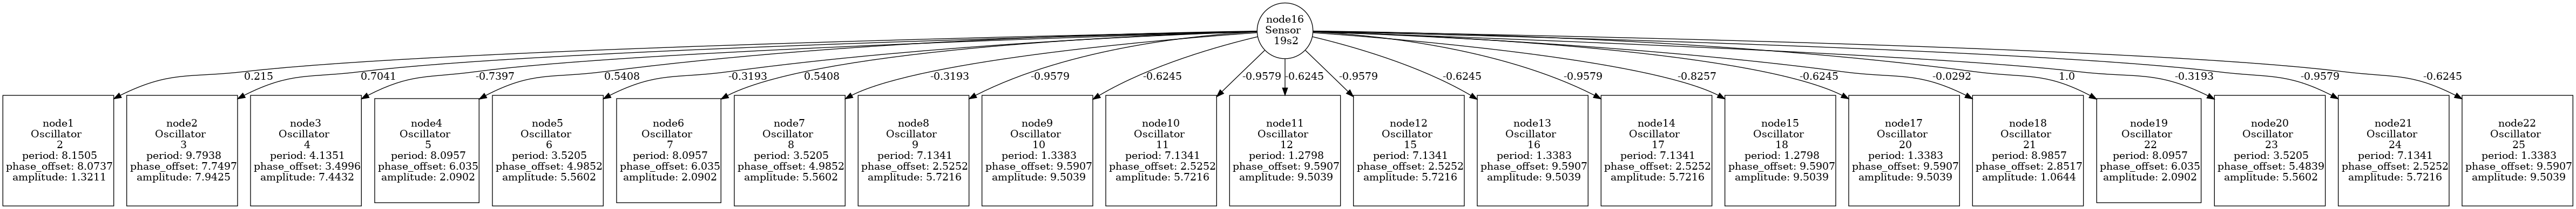 node16
Sensor
19s2
0.215
0.7041
-0.7397
0.5408
-0.3193
0.5408
-0.3193
-0.9579
-0.6245
-0.9579
-0.6245
-0.9579
-0.6245
-0.9579
-0.8257
-0.6245
-0.0292
1.0
-0.3193
-0.9579
-0.6245
node1
Oscillator
2
period: 8.1505
phase_offset: 8.0737
amplitude: 1.3211
node2
Oscillator
3
period: 9.7938
phase_offset: 7.7497
amplitude: 7.9425
node3
Oscillator
4
period: 4.1351
phase_offset: 3.4996
amplitude: 7.4432
node4
Oscillator
5
period: 8.0957
phase_offset: 6.035
amplitude: 2.0902
node5
Oscillator
6
period: 3.5205
phase_offset: 4.9852
amplitude: 5.5602
node6
Oscillator
7
period: 8.0957
phase_offset: 6.035
amplitude: 2.0902
node7
Oscillator
8
period: 3.5205
phase_offset: 4.9852
amplitude: 5.5602
node8
Oscillator
9
period: 7.1341
phase_offset: 2.5252
amplitude: 5.7216
node9
Oscillator
10
period: 1.3383
phase_offset: 9.5907
amplitude: 9.5039
node10
Oscillator
11
period: 7.1341
phase_offset: 2.5252
amplitude: 5.7216
node11
Oscillator
12
period: 1.2798
phase_offset: 9.5907
amplitude: 9.5039
node12
Oscillator
15
period: 7.1341
phase_offset: 2.5252
amplitude: 5.7216
node13
Oscillator
16
period: 1.3383
phase_offset: 9.5907
amplitude: 9.5039
node14
Oscillator
17
period: 7.1341
phase_offset: 2.5252
amplitude: 5.7216
node15
Oscillator
18
period: 1.2798
phase_offset: 9.5907
amplitude: 9.5039
node17
Oscillator
20
period: 1.3383
phase_offset: 9.5907
amplitude: 9.5039
node18
Oscillator
21
period: 8.9857
phase_offset: 2.8517
amplitude: 1.0644
node19
Oscillator
22
period: 8.0957
phase_offset: 6.035
amplitude: 2.0902
node20
Oscillator
23
period: 3.5205
phase_offset: 5.4839
amplitude: 5.5602
node21
Oscillator
24
period: 7.1341
phase_offset: 2.5252
amplitude: 5.7216
node22
Oscillator
25
period: 1.3383
phase_offset: 9.5907
amplitude: 9.5039